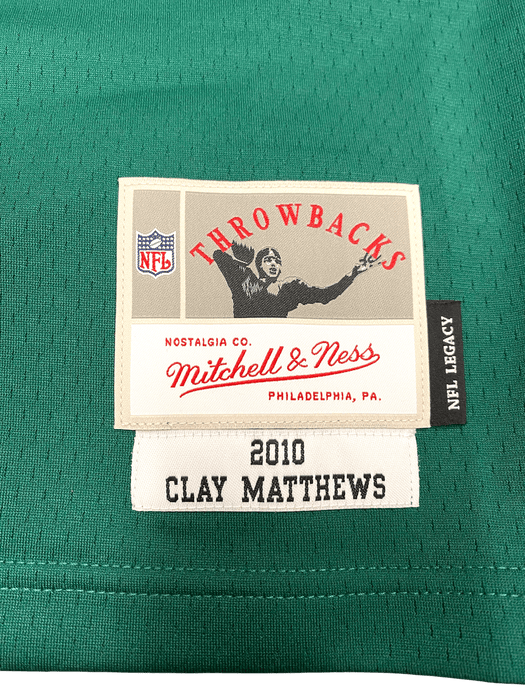 THROWBACKS
NFL
NOSTALGIA CO.
Mitchell & Ness
PHILADELPHIA, PA.
NFL LEGACY
2010
CLAY MATTHEWS